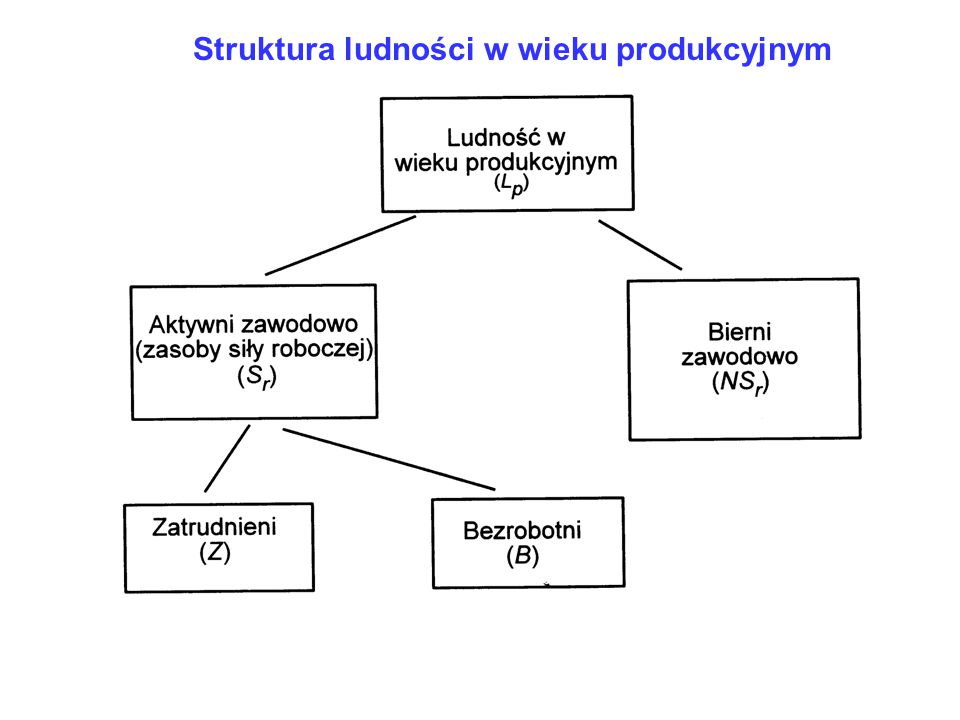 Struktura ludności w wieku produkcyjnym
Ludność w
wieku produkcyjnym
(Lp)
Aktywni zawodowo
(zasoby siły roboczej)
(Sr)
Bierni
zawodowo
(NSr)
Zatrudnieni
(Z)
Bezrobotni
(B)